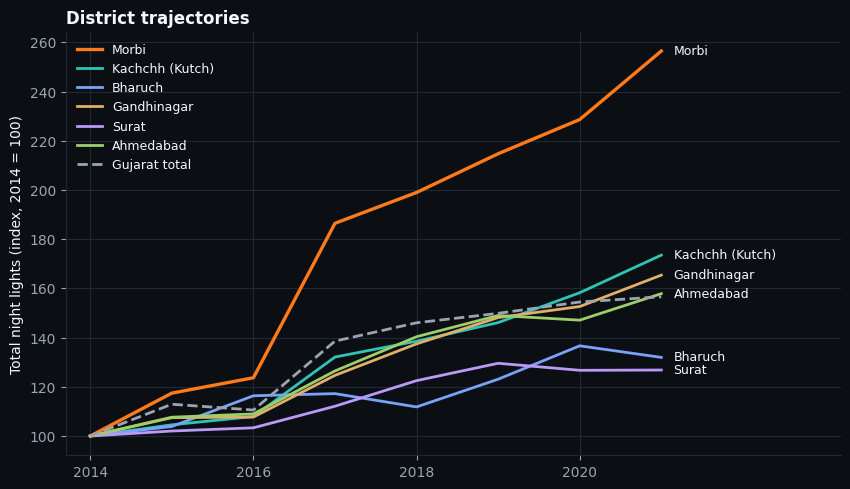 District trajectories
Total night lights (index, 2014 = 100)
260
240
220
200
180
160
140
120
100
Morbi
Kachchh (Kutch)
Bharuch
Gandhinagar
Surat
Ahmedabad
Gujarat total
Morbi
Kachchh (Kutch)
Gandhinagar
Ahmedabad
Bharuch
Surat
2014
2016
2018
2020